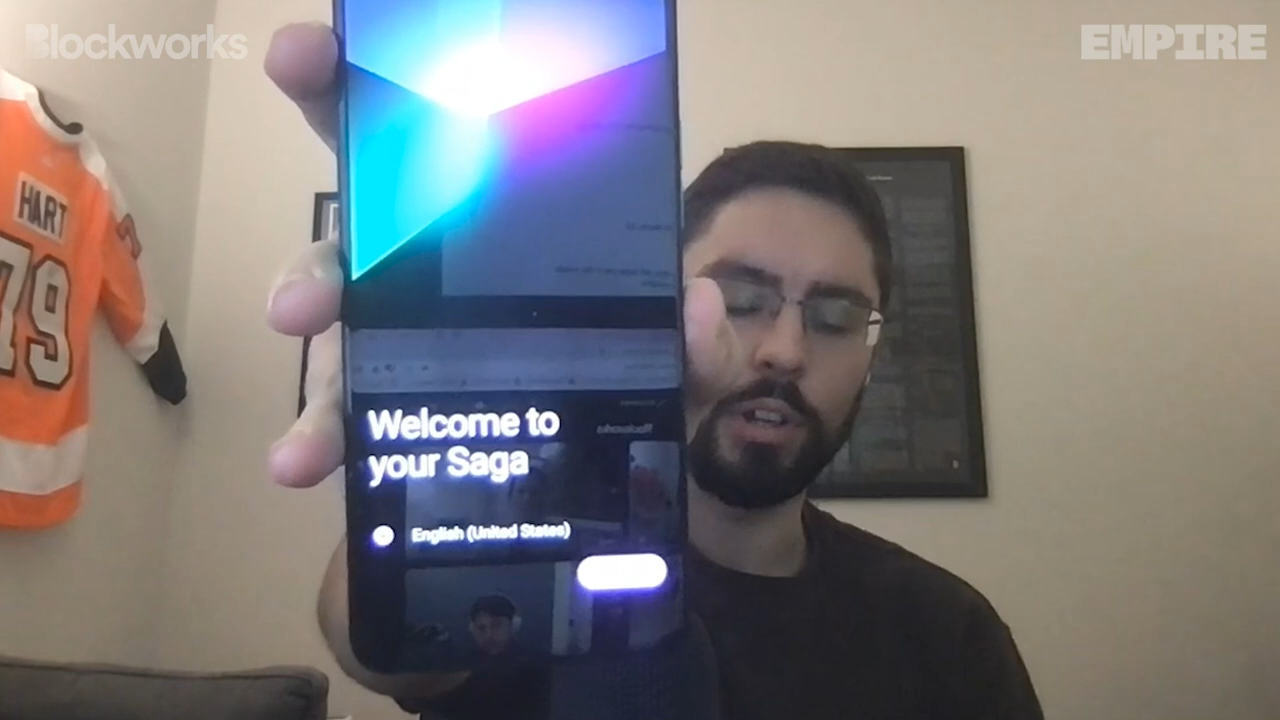 Blockworks
EMPIRE
HART
79
Welcome to
your Saga
English (United States)